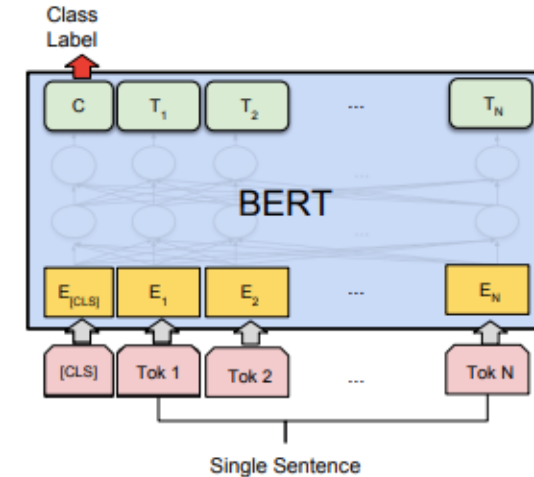 Class
Label
C T1 T2 --- TN
...
BERT
...
E[CLS] E1 E2 --- EN
[CLS] Tok 1 Tok 2 ... Tok N
Single Sentence